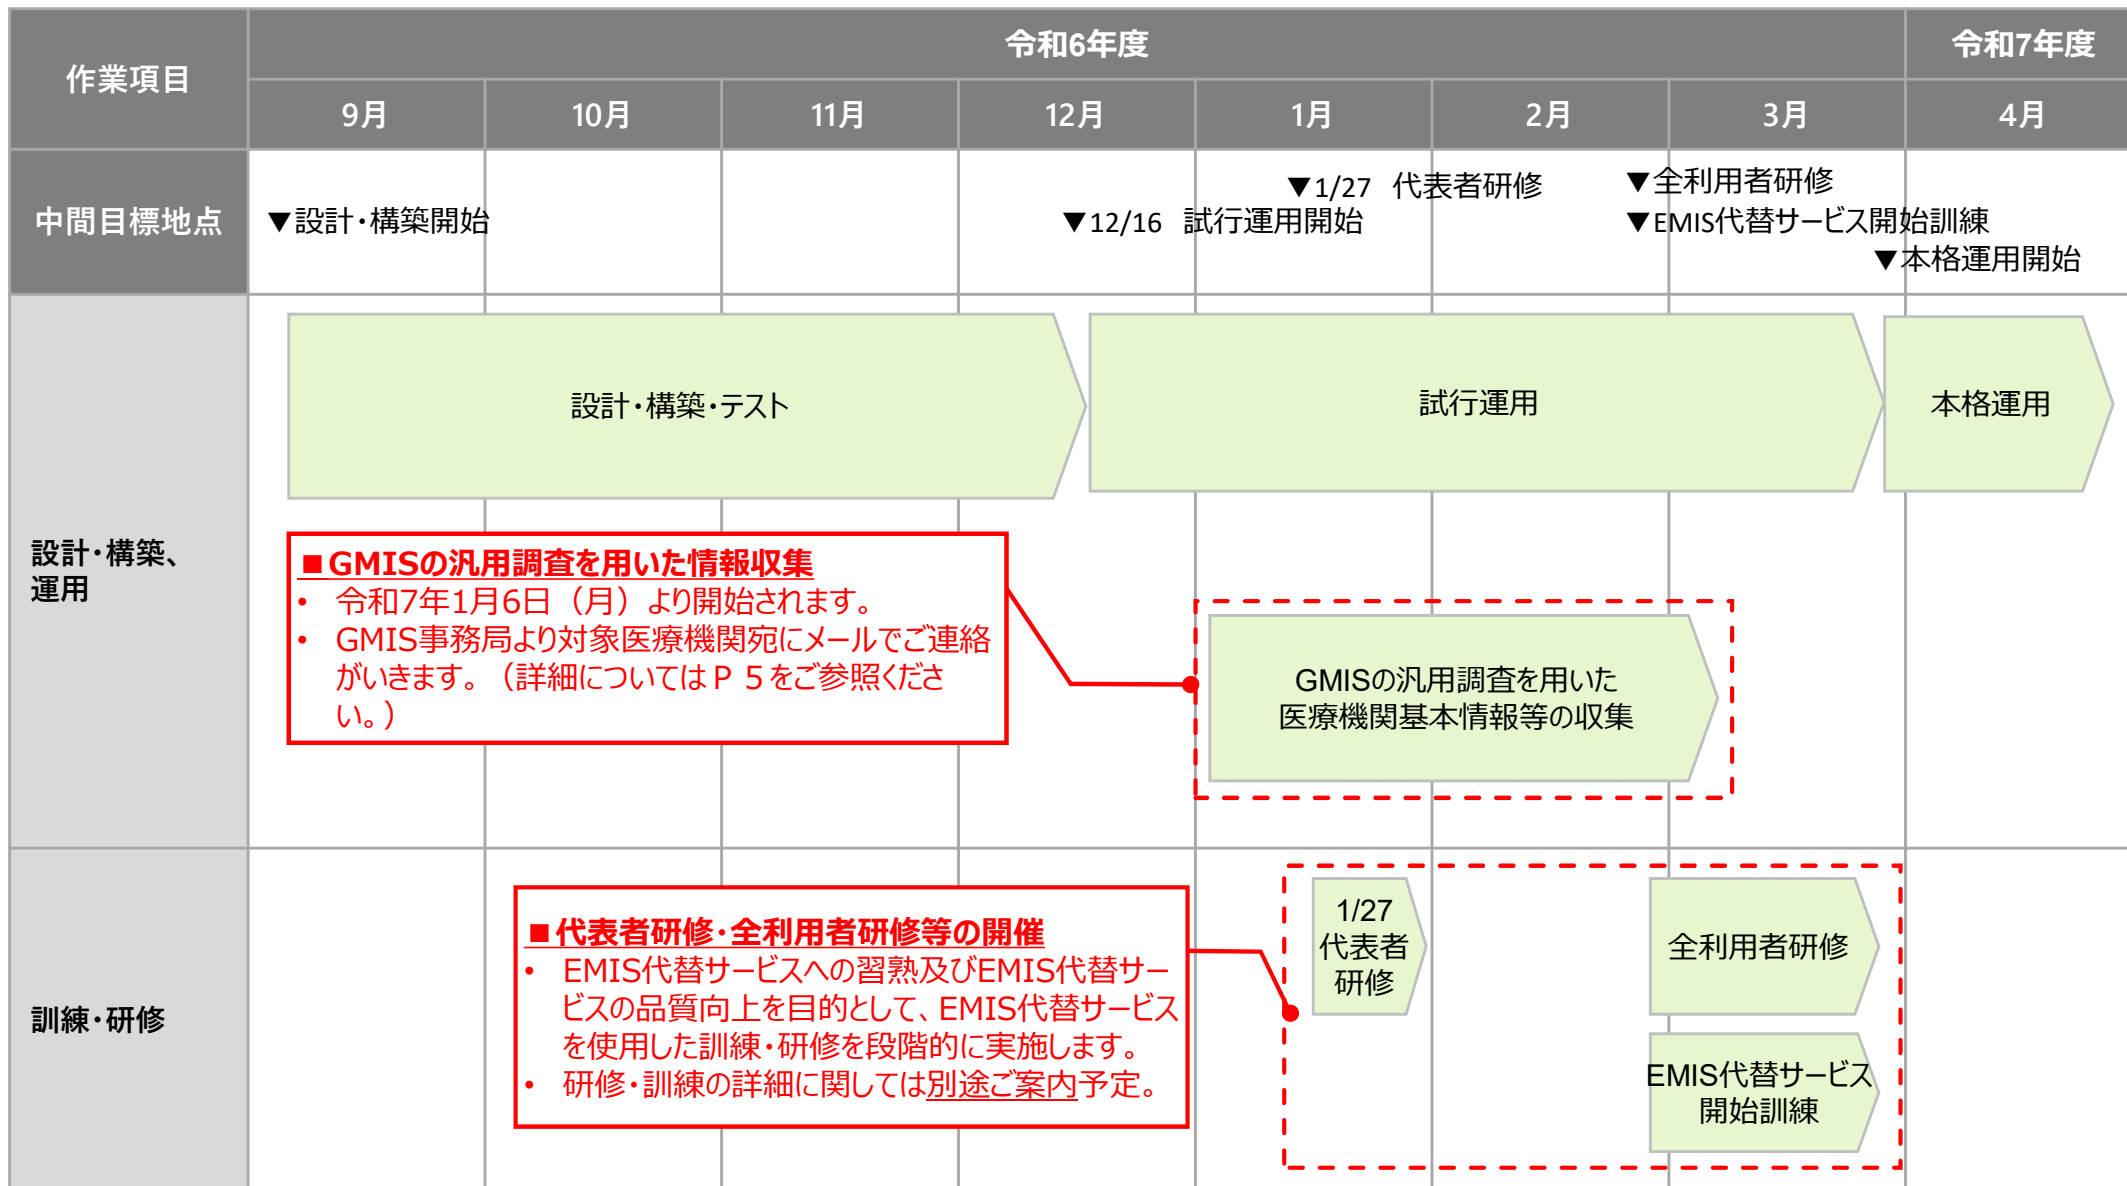 作業項目
令和6年度
令和7年度
9月
10月
11月
12月
1月
2月
3月
4月
中間目標地点
▼設計・構築開始
▼12/16 試行運用開始
▼1/27 代表者研修
▼全利用者研修
▼EMIS代替サービス開始訓練
▼本格運用開始
設計・構築、
運用
設計・構築・テスト
試行運用
本格運用
■GMISの汎用調査を用いた情報収集
• 令和7年1月6日（月）より開始されます。
• GMIS事務局より対象医療機関宛にメールでご連絡
がいきます。（詳細についてはP５をご参照くださ
い。）
GMISの汎用調査を用いた
医療機関基本情報等の収集
訓練・研修
■代表者研修・全利用者研修等の開催
• EMIS代替サービスへの習熟及びEMIS代替サー
ビスの品質向上を目的として、EMIS代替サービス
を使用した訓練・研修を段階的に実施します。
• 研修・訓練の詳細に関しては別途ご案内予定。
1/27
代表者
研修
全利用者研修
EMIS代替サービス
開始訓練